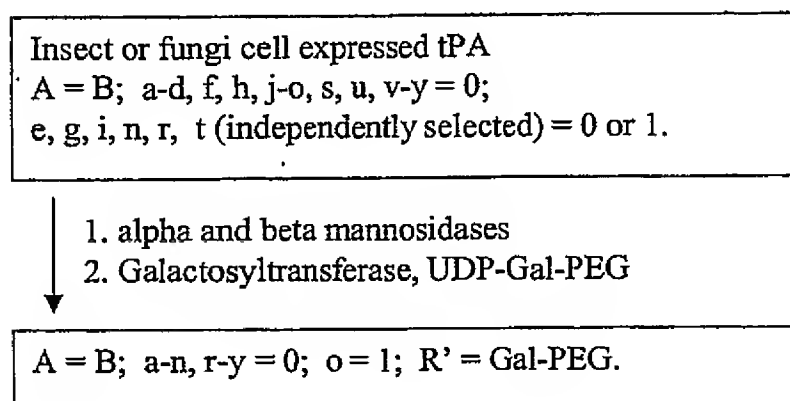 Insect or fungi cell expressed tPA
A = B; a-d, f, h, j-o, s, u, v-y = 0;
e, g, i, n, r, t (independently selected) = 0 or 1.
1. alpha and beta mannosidases
2. Galactosyltransferase, UDP-Gal-PEG
A = B; a-n, r-y = 0; o = 1; R’ = Gal-PEG.